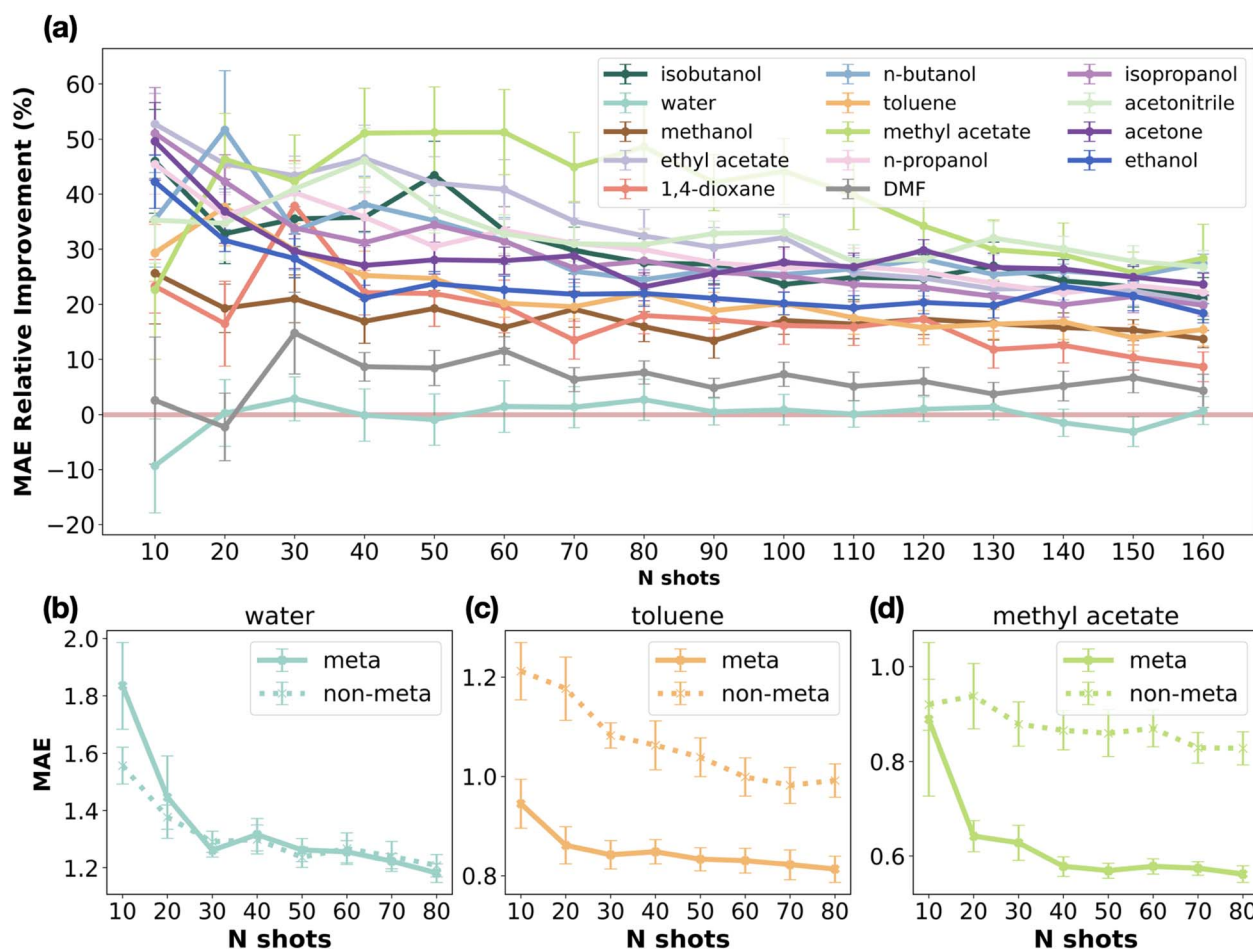 (a)
MAE Relative Improvement (%)
60
50
40
30
20
10
0
−10
−20
isobutanol n-butanol isopropanol
water toluene acetonitrile
methanol methyl acetate acetone
ethyl acetate n-propanol ethanol
1,4-dioxane DMF
10 20 30 40 50 60 70 80 90 100 110 120 130 140 150 160
N shots
(b) water
MAE
2.0
1.8
1.6
1.4
1.2
meta
non-meta
10 20 30 40 50 60 70 80
N shots
(c) toluene
1.2
1.0
0.8
meta
non-meta
10 20 30 40 50 60 70 80
N shots
(d) methyl acetate
1.0
0.8
0.6
meta
non-meta
10 20 30 40 50 60 70 80
N shots